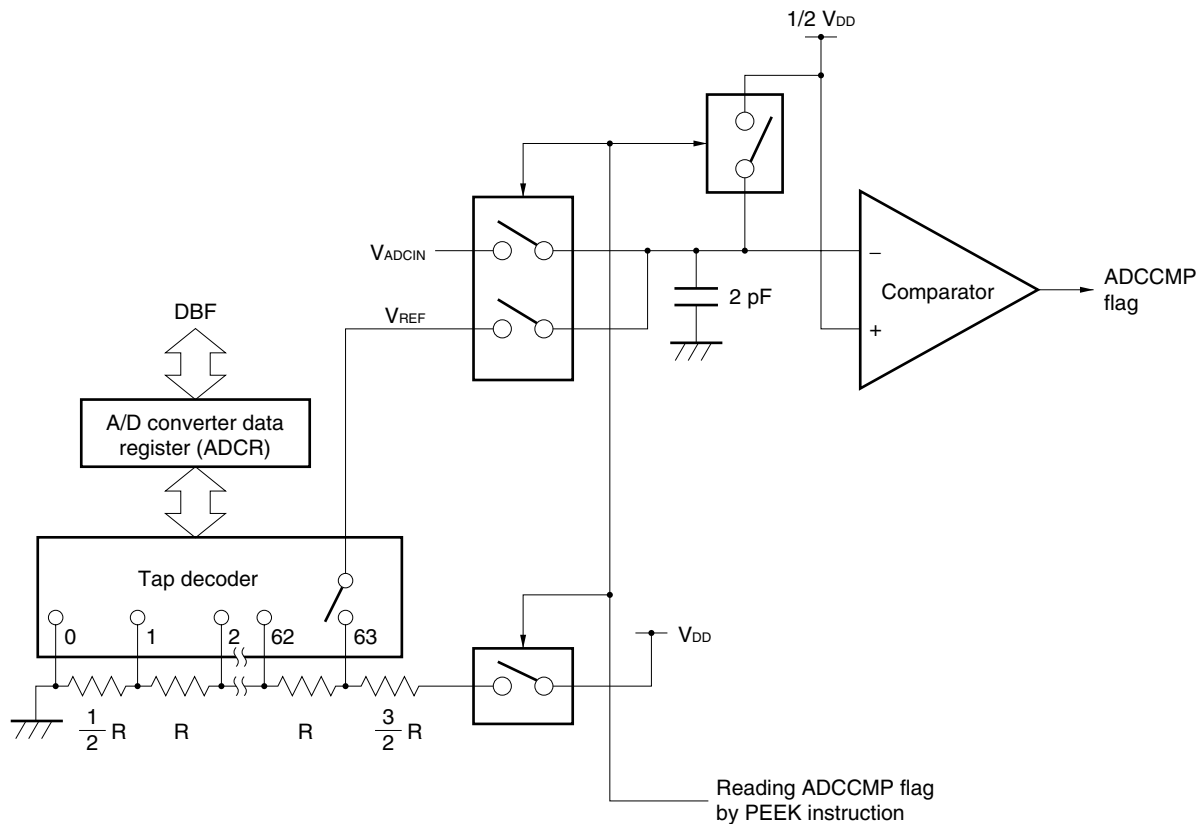 1/2 VDD
VADCIN
VREF
2 pF
−
+
Comparator
ADCCMP
flag
DBF
A/D converter data
register (ADCR)
Tap decoder
0
1
2
62
63
VDD
1/2 R
R
R
3/2 R
Reading ADCCMP flag
by PEEK instruction